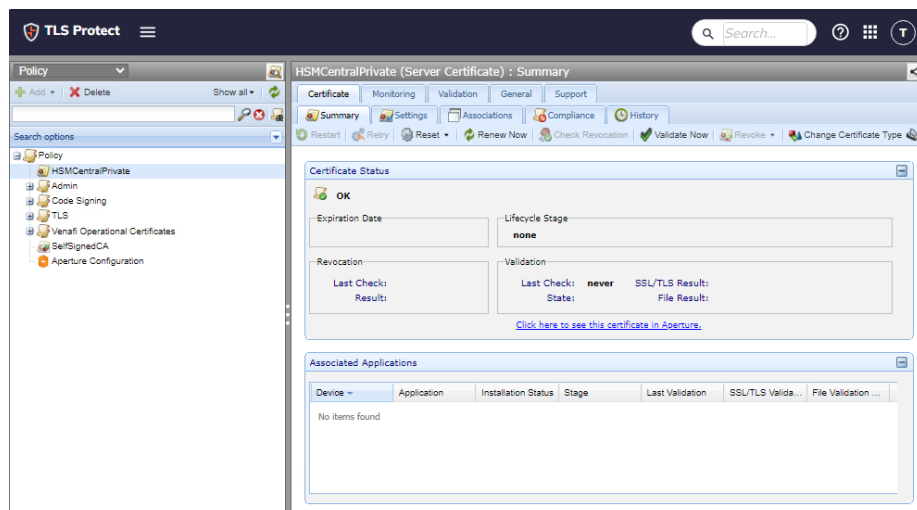 TLS Protect
Search...
T
Policy
HSMCentralPrivate (Server Certificate) : Summary
Add
Delete
Show all
Certificate
Monitoring
Validation
General
Support
Summary
Settings
Associations
Compliance
History
Search options
Restart
Retry
Reset
Renew Now
Check Revocation
Validate Now
Revoke
Change Certificate Type
Policy
HSMCentralPrivate
Admin
Code Signing
TLS
Venafi Operational Certificates
SelfSignedCA
Aperture Configuration
Certificate Status
OK
Expiration Date
Lifecycle Stage
none
Revocation
Last Check:
Result:
Validation
Last Check: never SSL/TLS Result:
State: File Result:
Click here to see this certificate in Aperture.
Associated Applications
Device Application Installation Status Stage Last Validation SSL/TLS Valida... File Validation ...
No items found